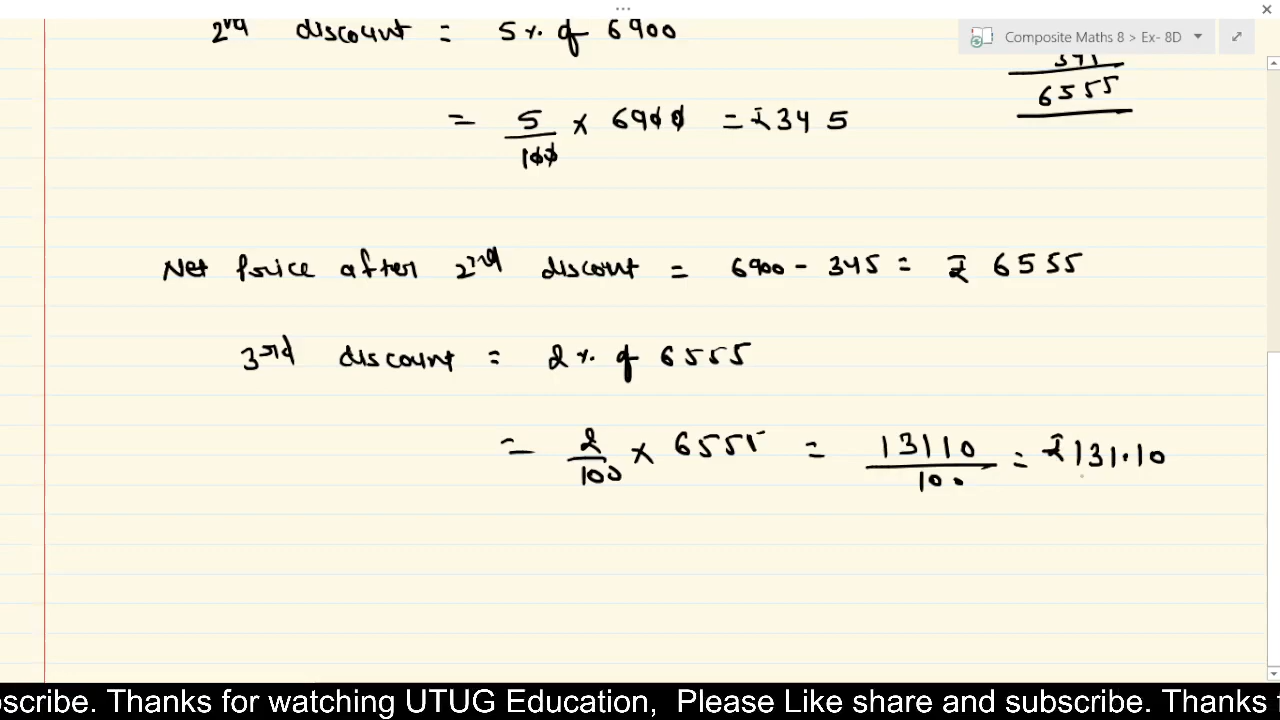 Composite Maths 8 > Ex- 8D
2nd discount = 5 %. of 6900
6555
= 5/100 x 6900 = ₹345
Net Price after 2nd discount = 6900 - 345 = ₹ 6555
3rd discount = 2 %. of 6555
= 2/100 x 6555 = 13110/100 = ₹131.10
scribe. Thanks for watching UTUG Education, Please Like share and subscribe. Thanks